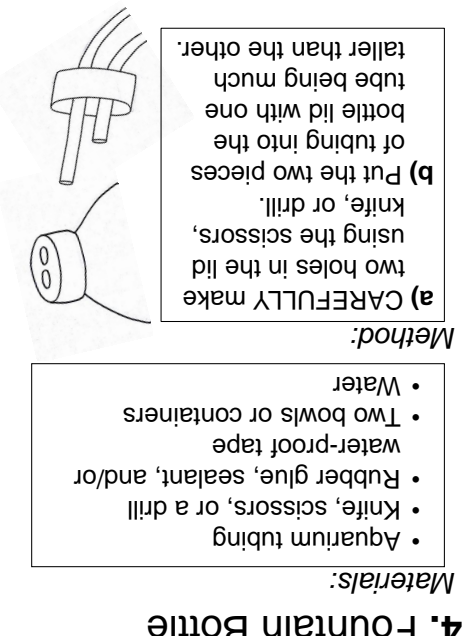 4. Fountain Bottle
Materials:
• Aquarium tubing
• Knife, scissors, or a drill
• Rubber glue, sealant, and/or
water-proof tape
• Two bowls or containers
• Water
Method:
a) CAREFULLY make
two holes in the lid
using the scissors,
knife, or drill.
b) Put the two pieces
of tubing into the
bottle lid with one
tube being much
taller than the other.